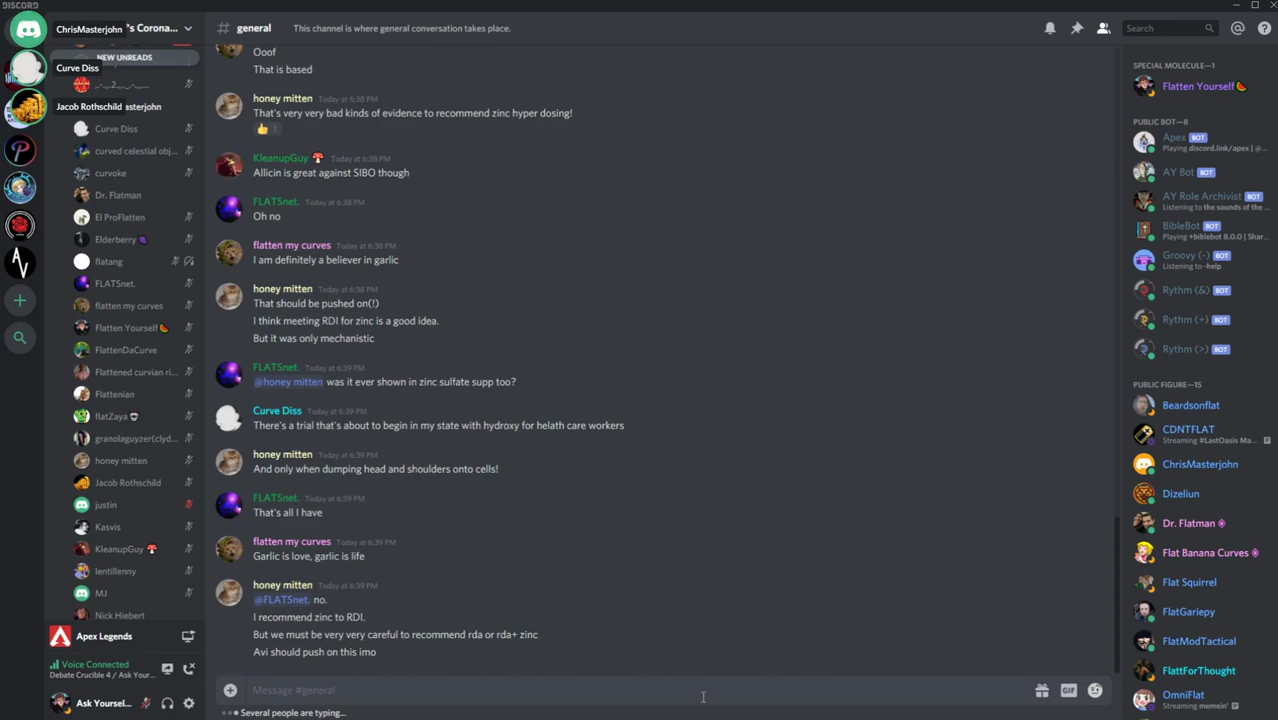 DISCORD
ChrisMasterjohn
's Corona...
NEW UNREADS
Curve Diss
Jacob Rothschild
sterjohn
Curve Diss
curved celestial obj...
curvoke
Dr. Flatman
El ProFlatten
Elderberry
flatang
FLATSnet.
flatten my curves
Flatten Yourself
FlattenDaCurve
Flattened curvian ri...
Flattenian
flatZaya
granolaguyzer(clyd...
honey mitten
Jacob Rothschild
justin
Kasvis
KleanupGuy
lentillenny
MJ
Nick Hiebert
Apex Legends
Voice Connected
Debate Crucible 4 / Ask Your...
Ask Yoursel...
# general
This channel is where general conversation takes place.
Search
Ooof
That is based
honey mitten Today at 6:38 PM
That's very very bad kinds of evidence to recommend zinc hyper dosing!
1
KleanupGuy Today at 6:38 PM
Allicin is great against SIBO though
FLATSnet. Today at 6:38 PM
Oh no
flatten my curves Today at 6:38 PM
I am definitely a believer in garlic
honey mitten Today at 6:38 PM
That should be pushed on(!)
I think meeting RDI for zinc is a good idea.
But it was only mechanistic
FLATSnet. Today at 6:39 PM
@honey mitten was it ever shown in zinc sulfate supp too?
Curve Diss Today at 6:39 PM
There's a trial that's about to begin in my state with hydroxy for helath care workers
honey mitten Today at 6:39 PM
And only when dumping head and shoulders onto cells!
FLATSnet. Today at 6:39 PM
That's all I have
flatten my curves Today at 6:39 PM
Garlic is love, garlic is life
honey mitten Today at 6:39 PM
@FLATSnet. no.
I recommend zinc to RDI.
But we must be very very careful to recommend rda or rda+ zinc
Avi should push on this imo
Message #general
GIF
Several people are typing...
SPECIAL MOLECULE—1
Flatten Yourself
PUBLIC BOT—8
Apex BOT
Playing discord.link/apex | @...
AY Bot BOT
AY Role Archivist BOT
Listening to the sounds of the...
BibleBot BOT
Playing +biblebot 8.0.0 | Shar...
Groovy (-) BOT
Listening to -help
Rythm (&) BOT
Rythm (+) BOT
Rythm (>) BOT
PUBLIC FIGURE—15
Beardsonflat
CDNTFLAT
Streaming #LastOasis Ma...
ChrisMasterjohn
Dizeliun
Dr. Flatman
Flat Banana Curves
Flat Squirrel
FlatGariepy
FlatModTactical
FlattForThought
OmniFlat
Streaming memein'